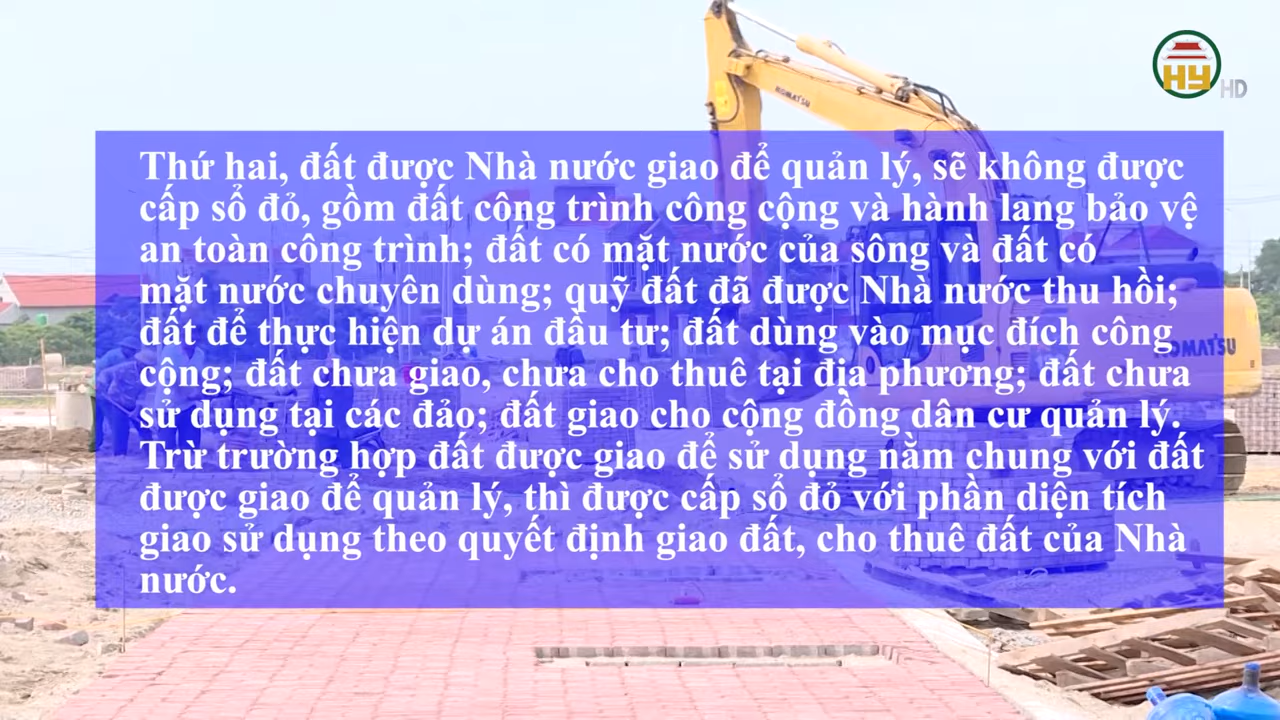 HY HD
KOMATSU
Thứ hai, đất được Nhà nước giao để quản lý, sẽ không được
cấp sổ đỏ, gồm đất công trình công cộng và hành lang bảo vệ
an toàn công trình; đất có mặt nước của sông và đất có
mặt nước chuyên dùng; quỹ đất đã được Nhà nước thu hồi;
đất để thực hiện dự án đầu tư; đất dùng vào mục đích công
cộng; đất chưa giao, chưa cho thuê tại địa phương; đất chưa
sử dụng tại các đảo; đất giao cho cộng đồng dân cư quản lý.
Trừ trường hợp đất được giao để sử dụng nằm chung với đất
được giao để quản lý, thì được cấp sổ đỏ với phần diện tích
giao sử dụng theo quyết định giao đất, cho thuê đất của Nhà
nước.
KOMATSU